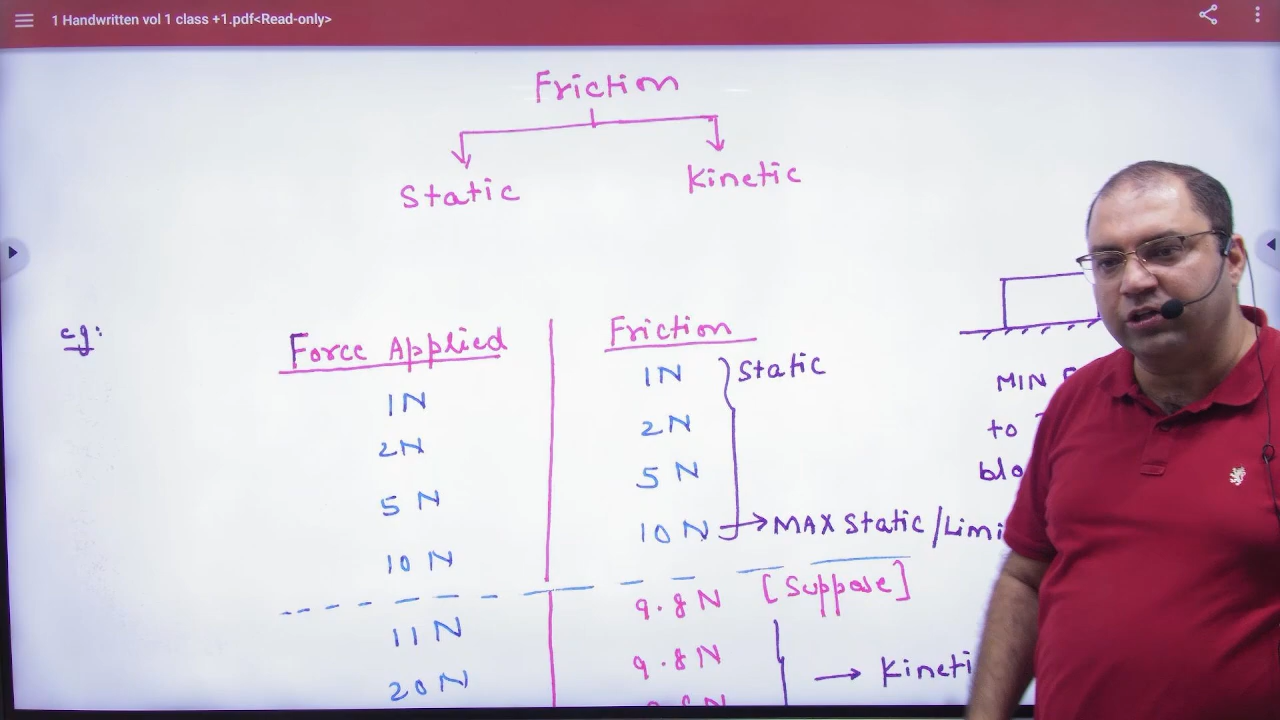 1 Handwritten vol 1 class +1.pdf<Read-only>
Friction
Static Kinetic
eg:
Force Applied Friction
1N 1N Static
2N 2N
5 N 5 N
10 N 10 N → MAX Static/Limi
11 N 9.8 N [Suppose]
20 N 9.8 N → Kineti
MIN
to
blo